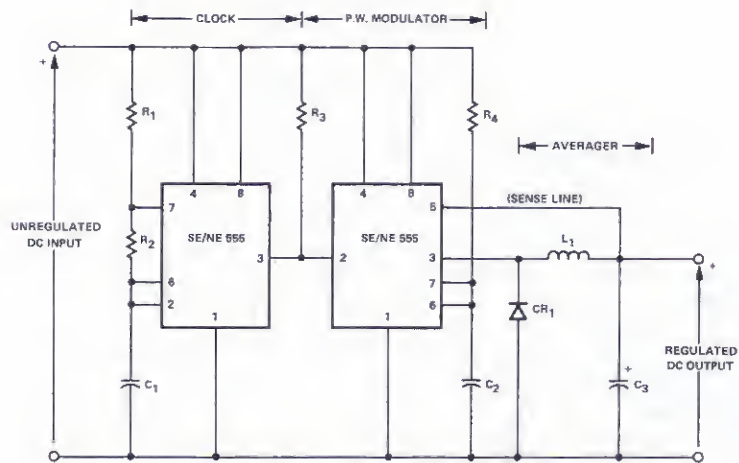 CLOCK
P.W. MODULATOR
+
R1
R3
R4
AVERAGER
4
8
4
8
7
5
(SENSE LINE)
UNREGULATED
DC INPUT
R2
SE/NE 555
SE/NE 555
L1
3
2
3
+
6
7
2
6
1
1
CR1
REGULATED
DC OUTPUT
C1
C2
+
C3
-
-